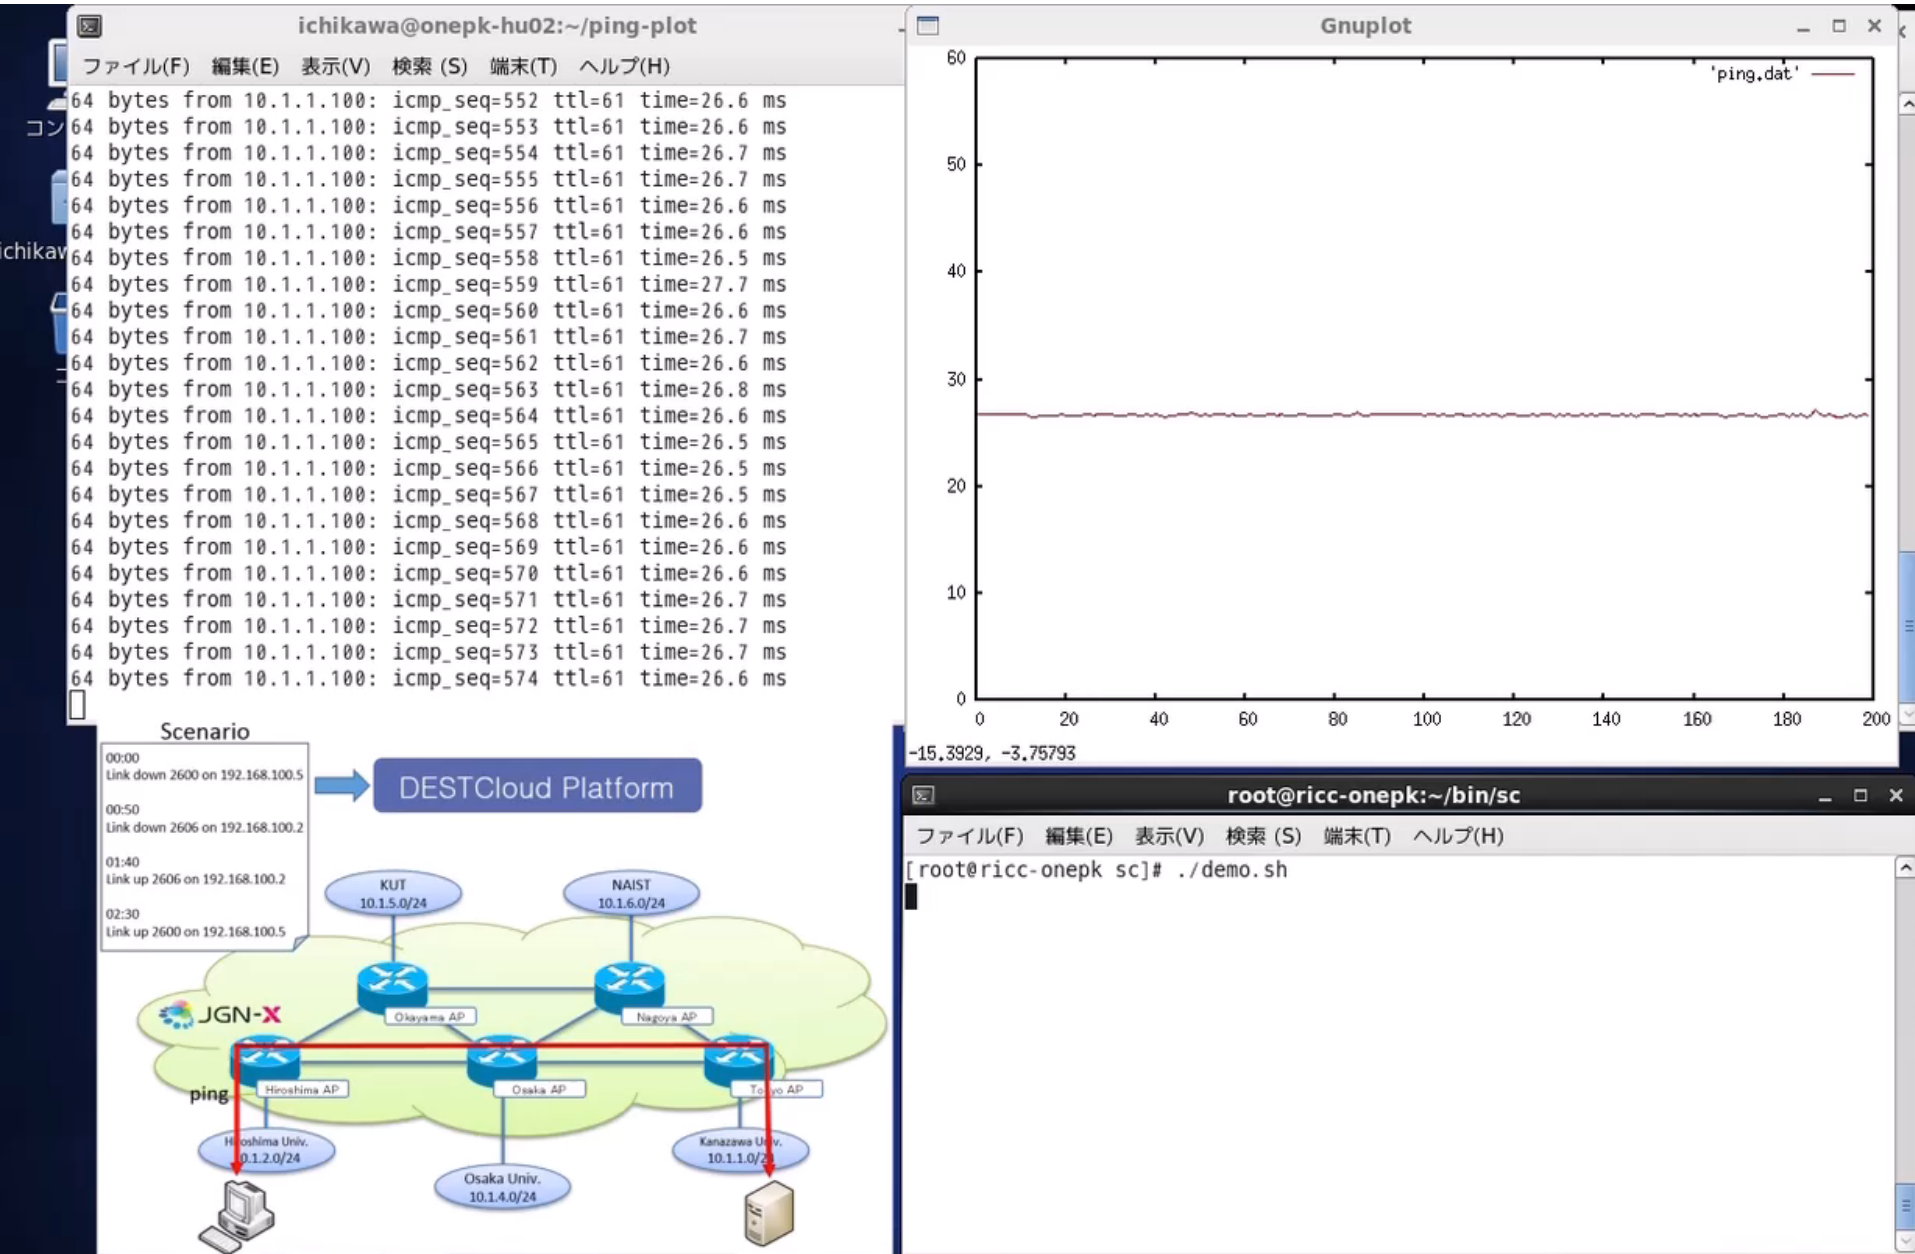 ichikawa@onepk-hu02:~/ping-plot
ファイル(F) 編集(E) 表示(V) 検索 (S) 端末(T) ヘルプ(H)
64 bytes from 10.1.1.100: icmp_seq=552 ttl=61 time=26.6 ms
64 bytes from 10.1.1.100: icmp_seq=553 ttl=61 time=26.6 ms
64 bytes from 10.1.1.100: icmp_seq=554 ttl=61 time=26.7 ms
64 bytes from 10.1.1.100: icmp_seq=555 ttl=61 time=26.7 ms
64 bytes from 10.1.1.100: icmp_seq=556 ttl=61 time=26.6 ms
64 bytes from 10.1.1.100: icmp_seq=557 ttl=61 time=26.6 ms
64 bytes from 10.1.1.100: icmp_seq=558 ttl=61 time=26.5 ms
64 bytes from 10.1.1.100: icmp_seq=559 ttl=61 time=27.7 ms
64 bytes from 10.1.1.100: icmp_seq=560 ttl=61 time=26.6 ms
64 bytes from 10.1.1.100: icmp_seq=561 ttl=61 time=26.7 ms
64 bytes from 10.1.1.100: icmp_seq=562 ttl=61 time=26.6 ms
64 bytes from 10.1.1.100: icmp_seq=563 ttl=61 time=26.8 ms
64 bytes from 10.1.1.100: icmp_seq=564 ttl=61 time=26.6 ms
64 bytes from 10.1.1.100: icmp_seq=565 ttl=61 time=26.5 ms
64 bytes from 10.1.1.100: icmp_seq=566 ttl=61 time=26.5 ms
64 bytes from 10.1.1.100: icmp_seq=567 ttl=61 time=26.5 ms
64 bytes from 10.1.1.100: icmp_seq=568 ttl=61 time=26.6 ms
64 bytes from 10.1.1.100: icmp_seq=569 ttl=61 time=26.6 ms
64 bytes from 10.1.1.100: icmp_seq=570 ttl=61 time=26.6 ms
64 bytes from 10.1.1.100: icmp_seq=571 ttl=61 time=26.7 ms
64 bytes from 10.1.1.100: icmp_seq=572 ttl=61 time=26.7 ms
64 bytes from 10.1.1.100: icmp_seq=573 ttl=61 time=26.7 ms
64 bytes from 10.1.1.100: icmp_seq=574 ttl=61 time=26.6 ms
コン
ichikaw
Gnuplot
'ping.dat'
60
50
40
30
20
10
0
0 20 40 60 80 100 120 140 160 180 200
-15.3929, -3.75793
Scenario
00:00
Link down 2600 on 192.168.100.5
00:50
Link down 2606 on 192.168.100.2
01:40
Link up 2606 on 192.168.100.2
02:30
Link up 2600 on 192.168.100.5
DESTCloud Platform
KUT
10.1.5.0/24
NAIST
10.1.6.0/24
JGN-X
Okayama AP
Nagoya AP
ping
Hiroshima AP
Osaka AP
To yo AP
H oshima Univ.
0.1.2.0/24
Osaka Univ.
10.1.4.0/24
Kanazawa Un v.
10.1.1.0/2
root@ricc-onepk:~/bin/sc
ファイル(F) 編集(E) 表示(V) 検索 (S) 端末(T) ヘルプ(H)
[root@ricc-onepk sc]# ./demo.sh